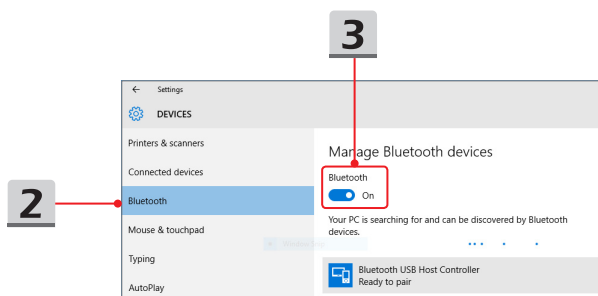 3
← Settings
DEVICES
Printers & scanners
Connected devices
2
Bluetooth
Mouse & touchpad
Typing
AutoPlay
Manage Bluetooth devices
Bluetooth
On
Your PC is searching for and can be discovered by Bluetooth
devices.
Bluetooth USB Host Controller
Ready to pair